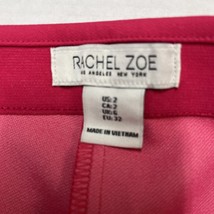 RACHEL ZOE
LOS ANGELES NEW YORK
US:2
CA:2
UK:6
EU:32
MADE IN VIETNAM